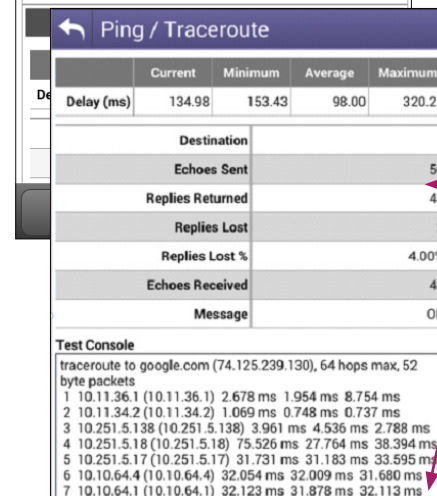 Ping / Traceroute
Current Minimum Average Maximum
De
Delay (ms) 134.98 153.43 98.00 320.2
Destination
Echoes Sent 5
Replies Returned 4
Replies Lost
Replies Lost % 4.00%
Echoes Received 4
Message O
Test Console
traceroute to google.com (74.125.239.130), 64 hops max, 52
byte packets
1 10.11.36.1 (10.11.36.1) 2.678 ms 1.954 ms 8.754 ms
2 10.11.34.2 (10.11.34.2) 1.069 ms 0.748 ms 0.737 ms
3 10.251.5.138 (10.251.5.138) 3.961 ms 4.536 ms 2.788 ms
4 10.251.5.18 (10.251.5.18) 75.526 ms 27.764 ms 38.394 ms
5 10.251.5.17 (10.251.5.17) 31.731 ms 31.183 ms 33.595 ms
6 10.10.64.4 (10.10.64.4) 32.054 ms 32.009 ms 31.680 ms
7 10.10.64.1 (10.10.64.1) 32.123 ms 31.878 ms 32.113 ms